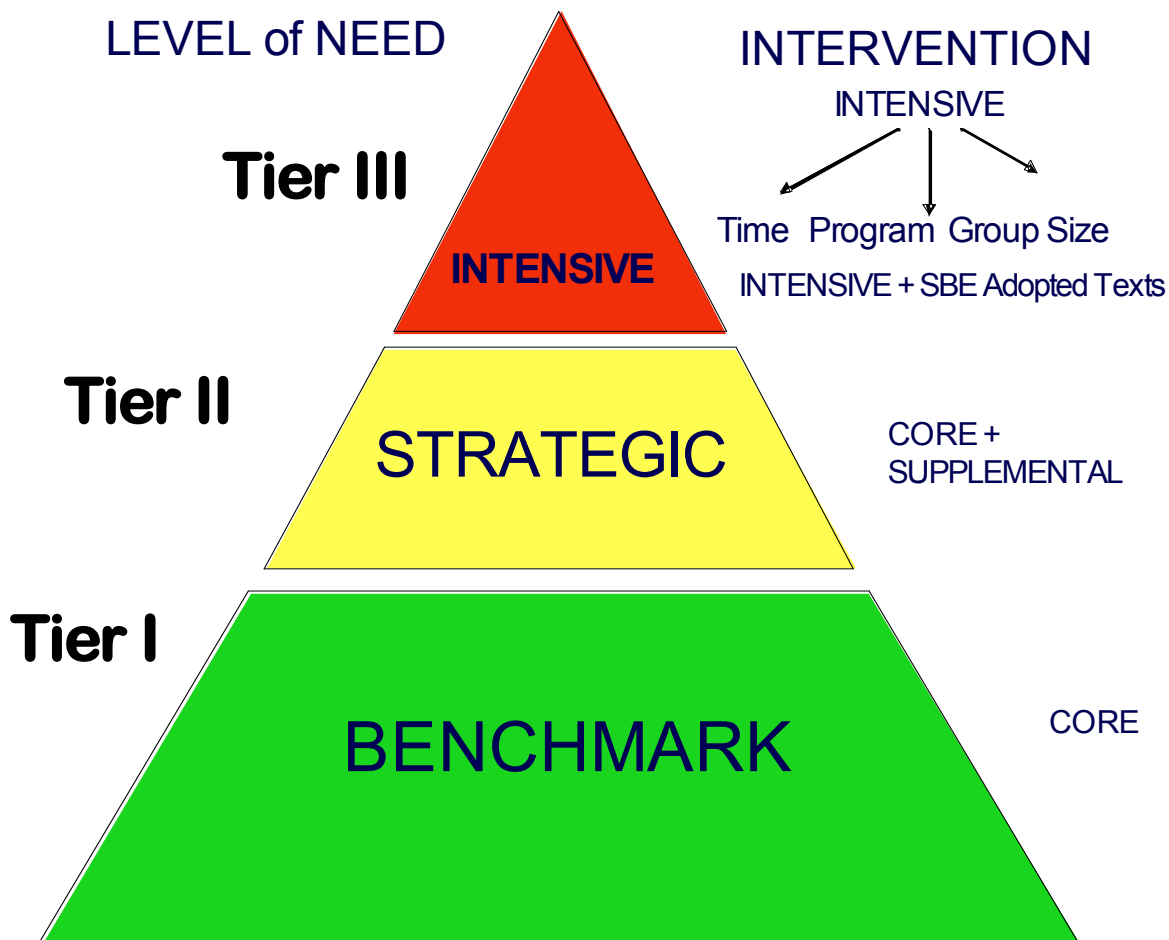 LEVEL of NEED
INTERVENTION
INTENSIVE
Tier III
Time Program Group Size
INTENSIVE
INTENSIVE + SBE Adopted Texts
Tier II
STRATEGIC
CORE +
SUPPLEMENTAL
Tier I
BENCHMARK
CORE